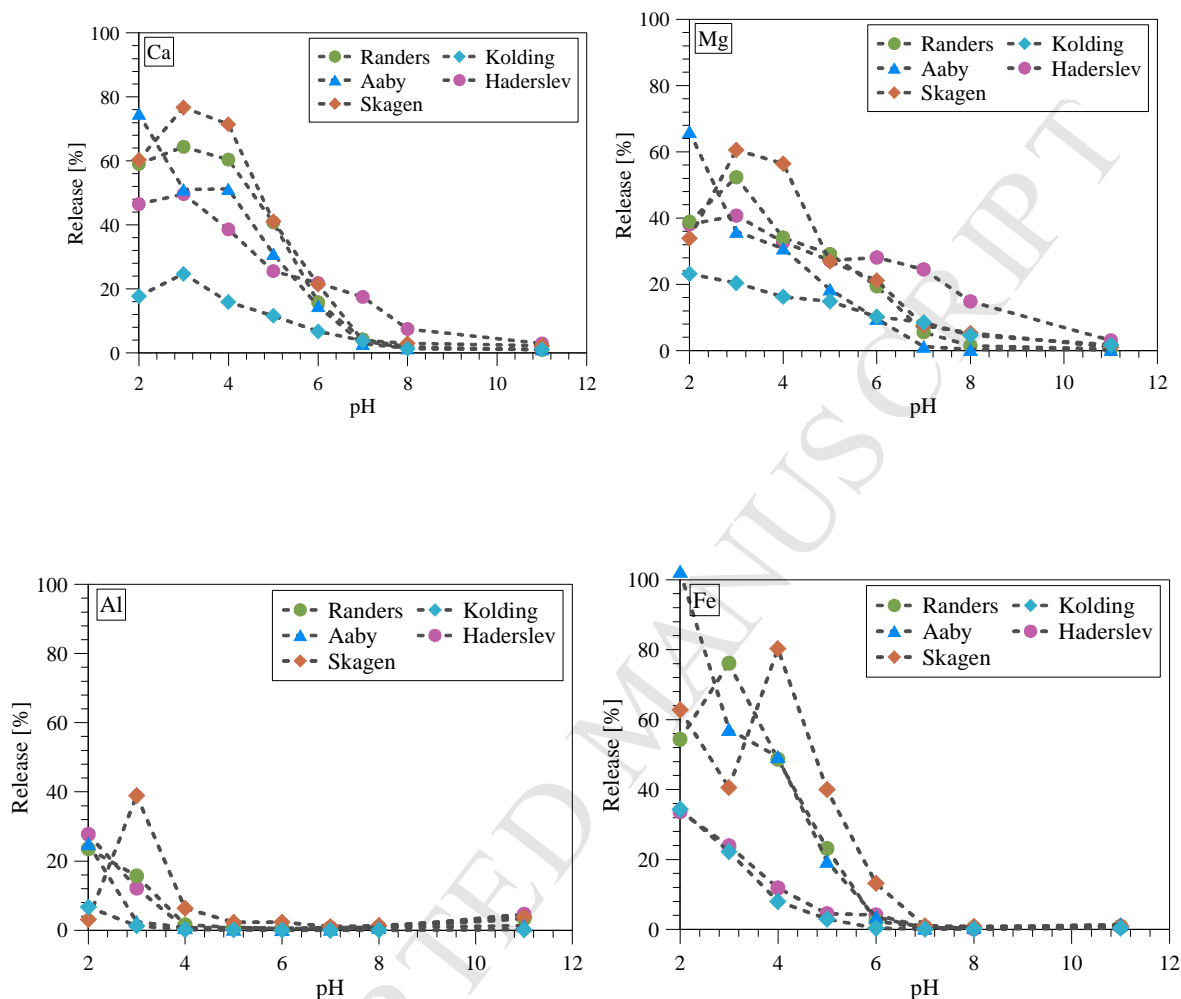 Ca
Randers
Kolding
Aaby
Haderslev
Skagen
100
80
60
40
20
0
Release [%]
2
4
6
8
10
12
pH
Mg
Randers
Kolding
Aaby
Haderslev
Skagen
100
80
60
40
20
0
Release [%]
2
4
6
8
10
12
pH
Al
Randers
Kolding
Aaby
Haderslev
Skagen
100
80
60
40
20
0
Release [%]
2
4
6
8
10
12
pH
Fe
Randers
Kolding
Aaby
Haderslev
Skagen
100
80
60
40
20
0
Release [%]
2
4
6
8
10
12
pH
PTED MANUSCRIPT